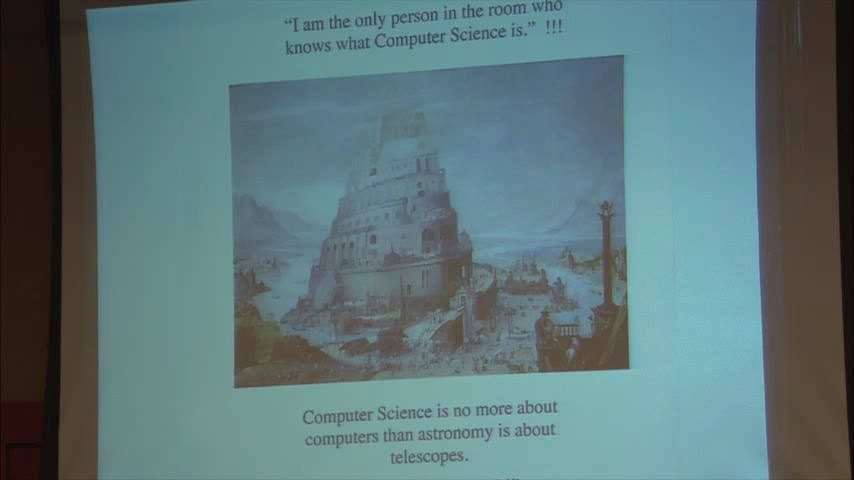 “I am the only person in the room who
knows what Computer Science is.” !!!
Computer Science is no more about
computers than astronomy is about
telescopes.